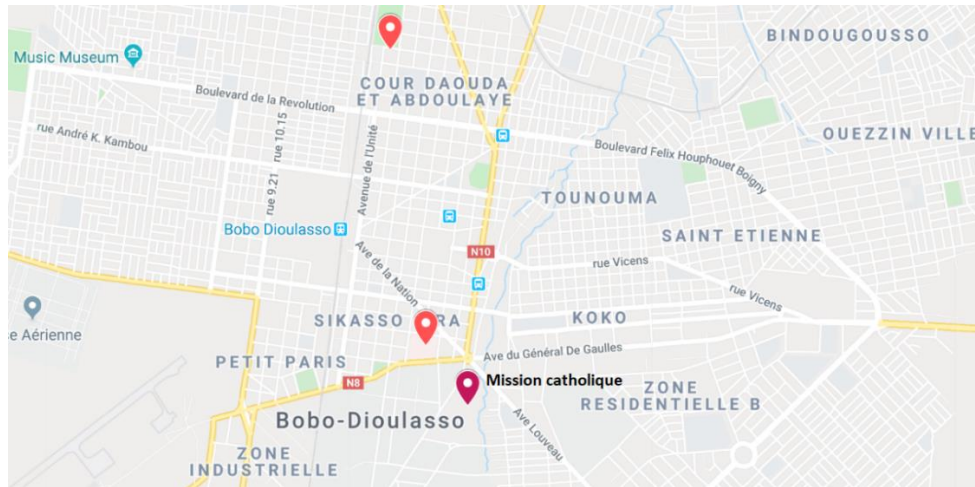 BINDOUGOUSSO
Music Museum
COUR DAOUDA
ET ABDOULAYE
Boulevard de la Revolution
rue André K. Kambou
rue 10.15
Avenue de l'Unité
Boulevard Felix Houphouet Boigny
OUEZZIN VILLE
rue 9.21
TOUNOUMA
Bobo Dioulasso
SAINT ETIENNE
N10
Ave de la Nation
rue Vicens
rue Vicens
SIKASSO RA
KOKO
se Aérienne
PETIT PARIS
Ave du Général De Gaulles
N8
Mission catholique
ZONE
RESIDENTIELLE B
Bobo-Dioulasso
Ave Louveau
ZONE
INDUSTRIELLE